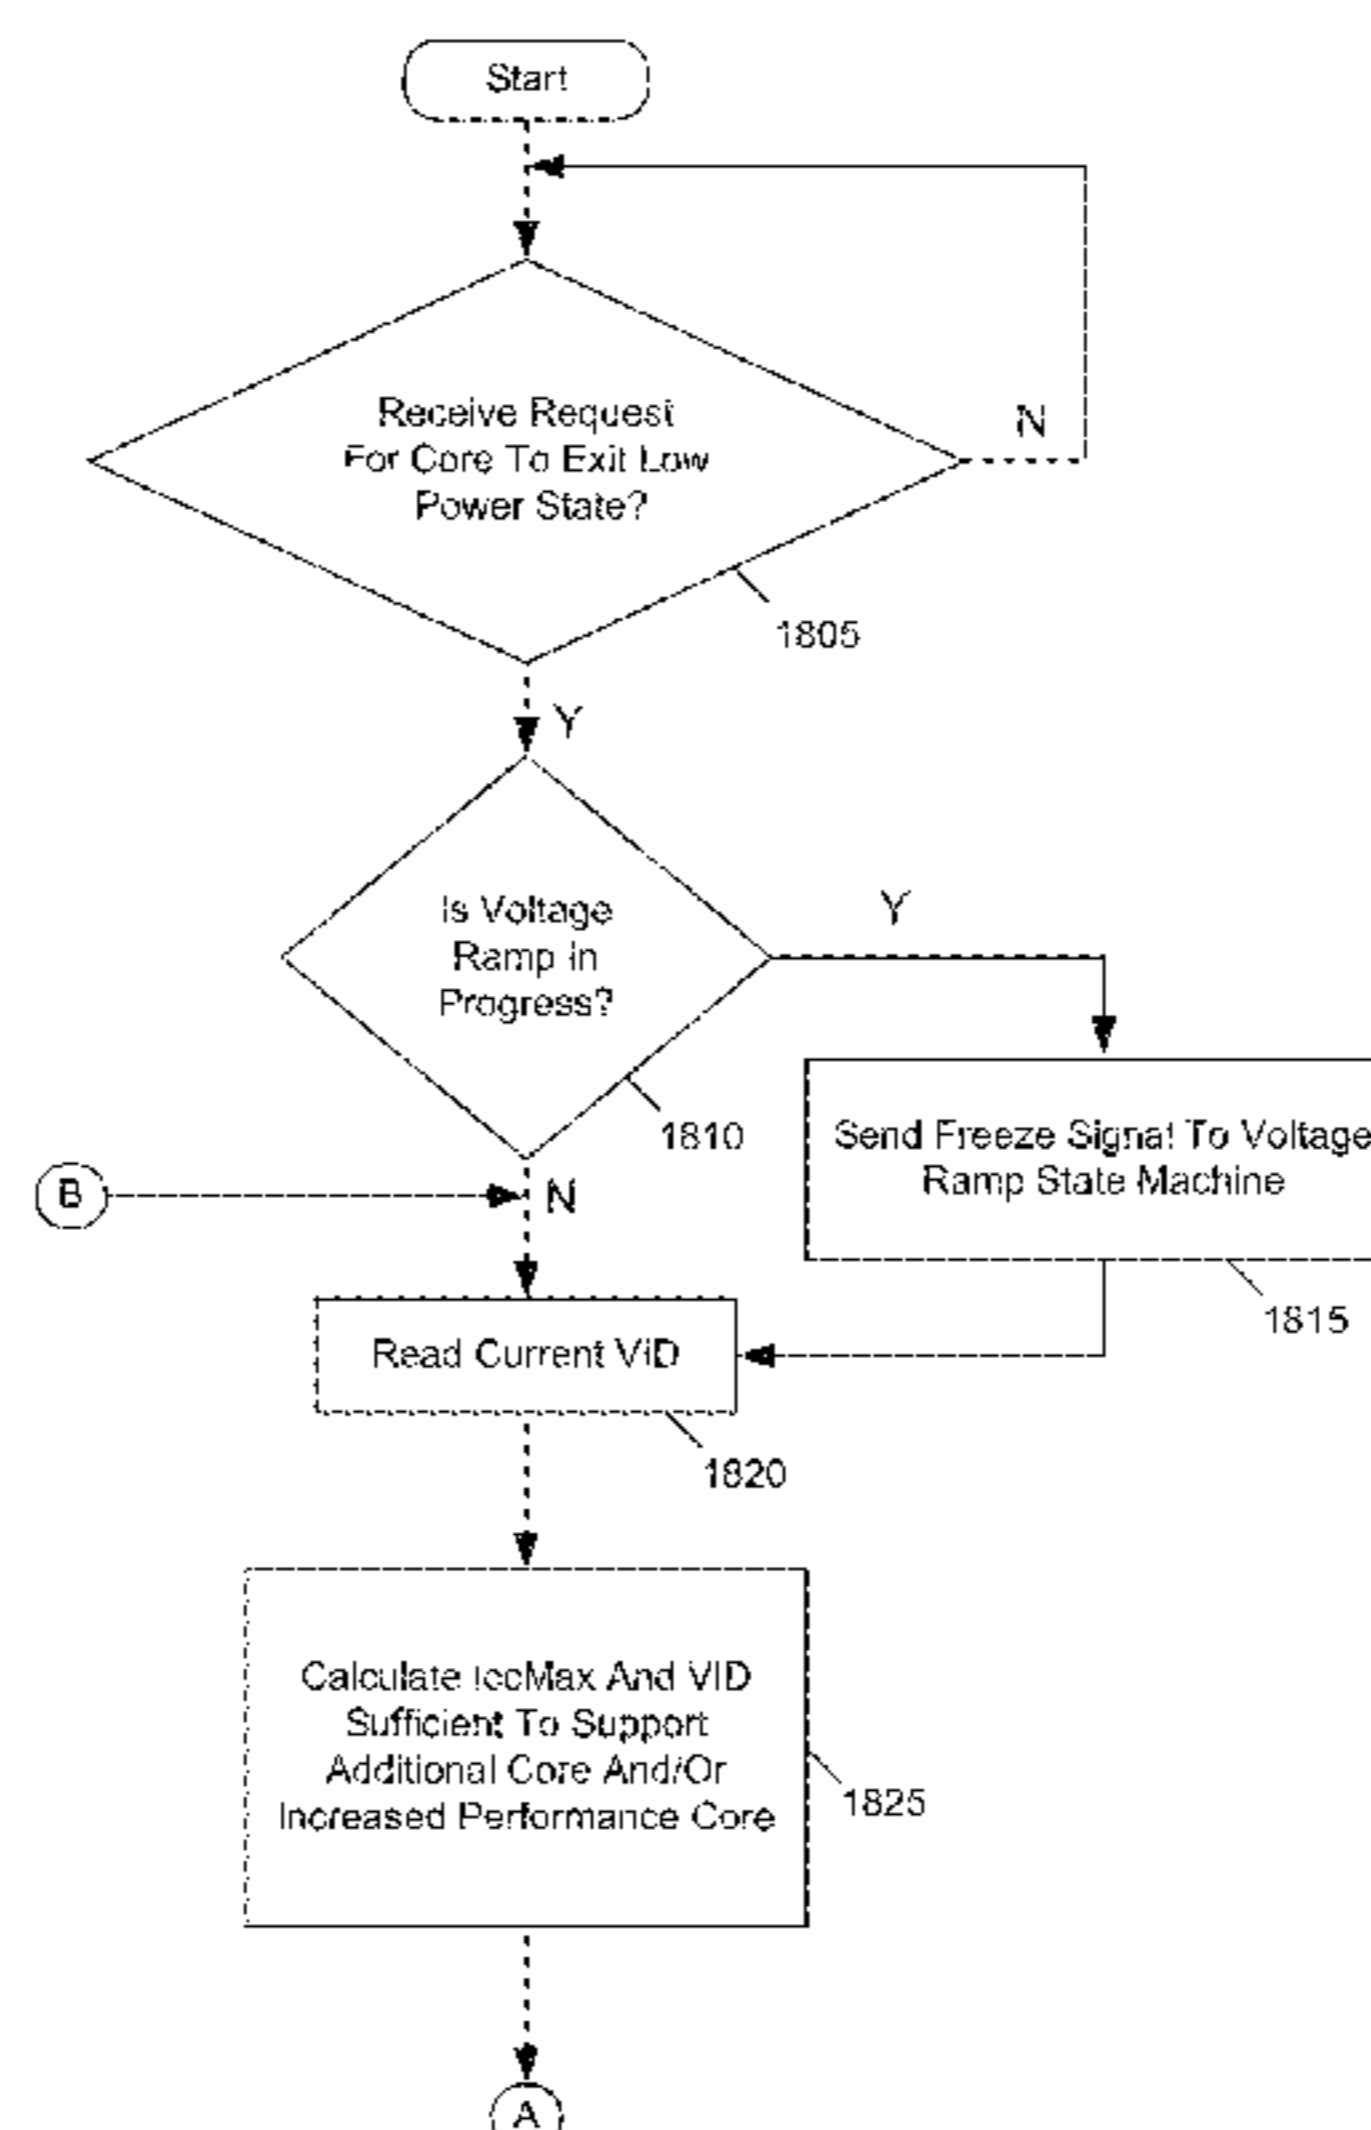 Start
Receive Request
For Core To Exit Low
Power State?
N
1805
Y
Is Voltage
Ramp In
Progress?
Y
1810
Send Freeze Signal To Voltage
Ramp State Machine
1815
B
N
Read Current VID
1820
Calculate IccMax And VID
Sufficient To Support
Additional Core And/Or
Increased Performance Core
1825
A